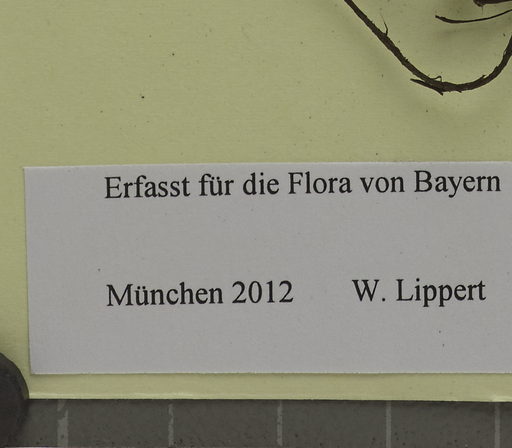 Erfasst für die Flora von Bayern
München 2012 W. Lippert